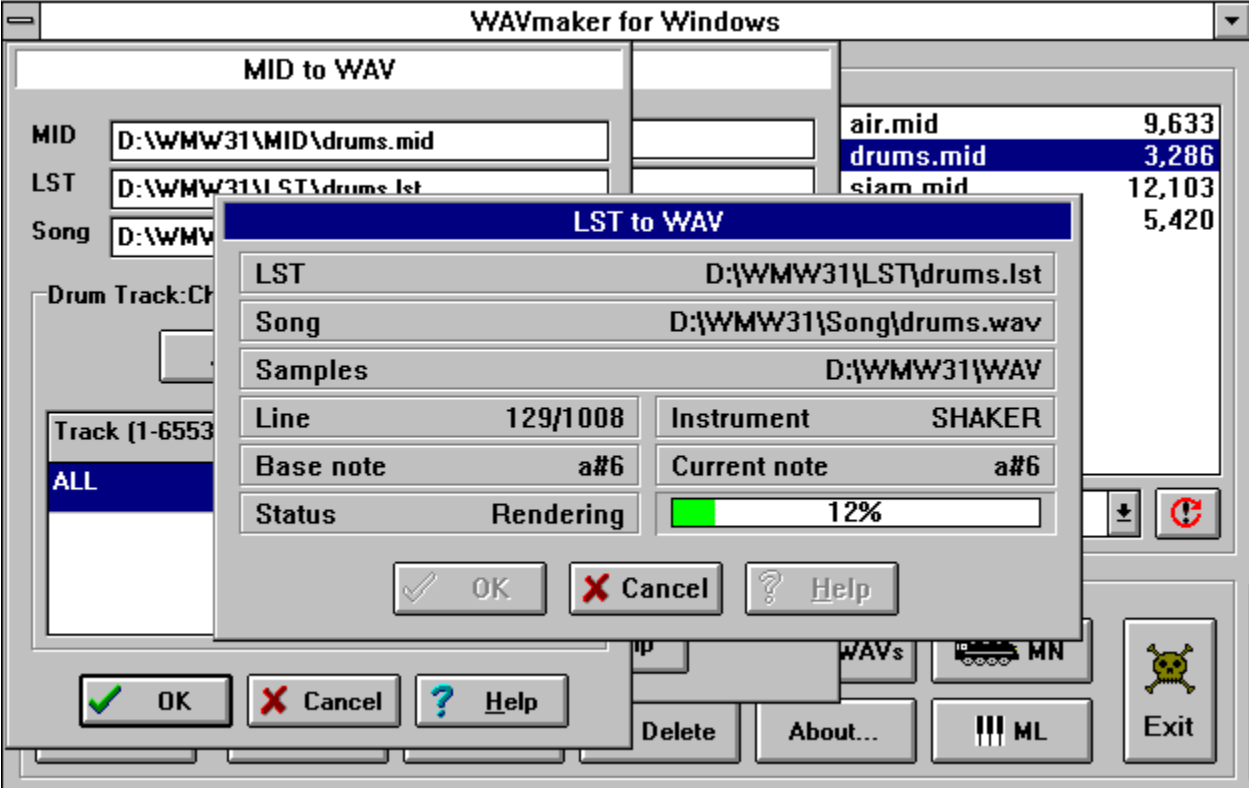 WAVmaker for Windows
MID to WAV
MID D:\WMW31\MID\drums.mid
LST D:\WMW31\LST\drums.lst
Song
Drum Track:
Track (1-6553
ALL
OK Cancel Help
air.mid 9,633
drums.mid 3,286
siam.mid 12,103
5,420
LST to WAV
LST D:\WMW31\LST\drums.lst
Song D:\WMW31\Song\drums.wav
Samples D:\WMW31\WAV
Line 129/1008 Instrument SHAKER
Base note a#6 Current note a#6
Status Rendering 12%
OK Cancel Help
WAVs MN
Delete About... ML Exit